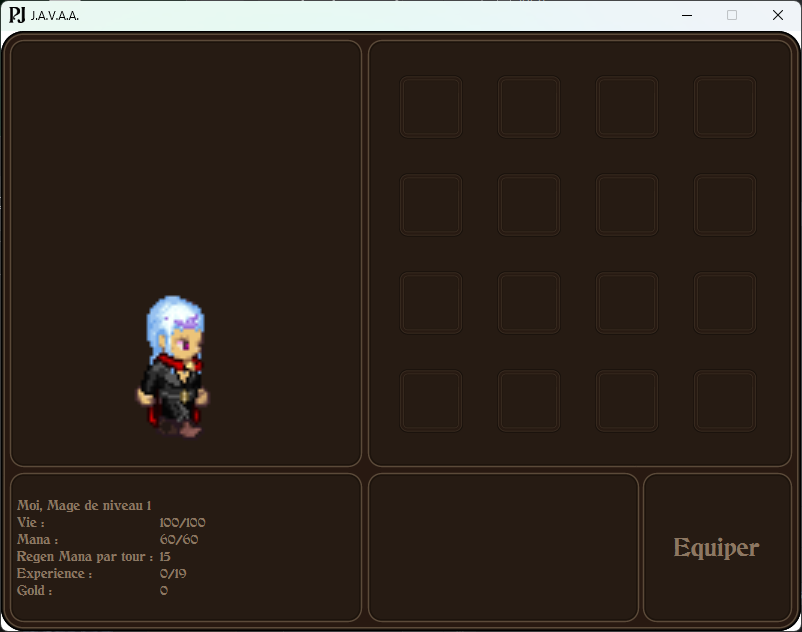 J.A.V.A.A.
Moi, Mage de niveau 1
Vie : 100/100
Mana : 60/60
Regen Mana par tour : 15
Experience : 0/19
Gold : 0
Equiper